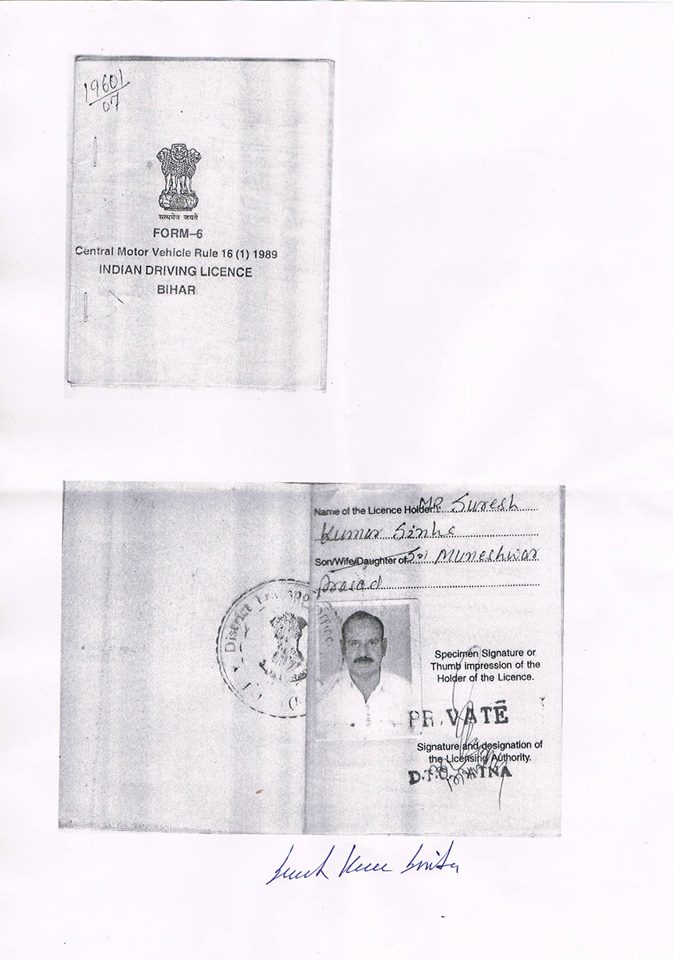 19601
07
सत्यमेव जयते
FORM–6
Central Motor Vehicle Rule 16 (1) 1989
INDIAN DRIVING LICENCE
BIHAR
Name of the Licence Holder. MR Suresh
Kumar Sinha
Son/Wife/Daughter of Sri Muneshwar
Prasad
District Transport Office
Specimen Signature or
Thumb impression of the
Holder of the Licence.
PRIVATE
Signature and designation of
the Licensing Authority.
D.T.O. PATNA
Suresh Kumar Sinha